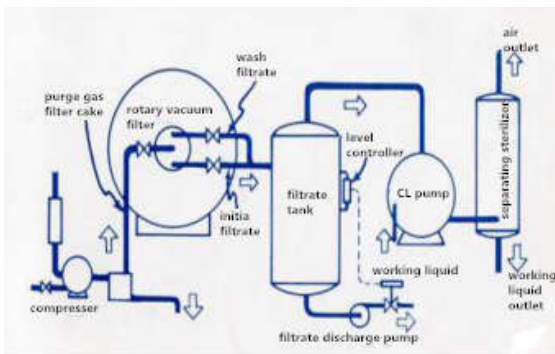 air
outlet
wash
filtrate
purge gas
filter cake
rotary vacuum
filter
level
controller
separating sterilizer
CL pump
filtrate
tank
initia
filtrate
working liquid
working
liquid
outlet
compresser
filtrate discharge pump